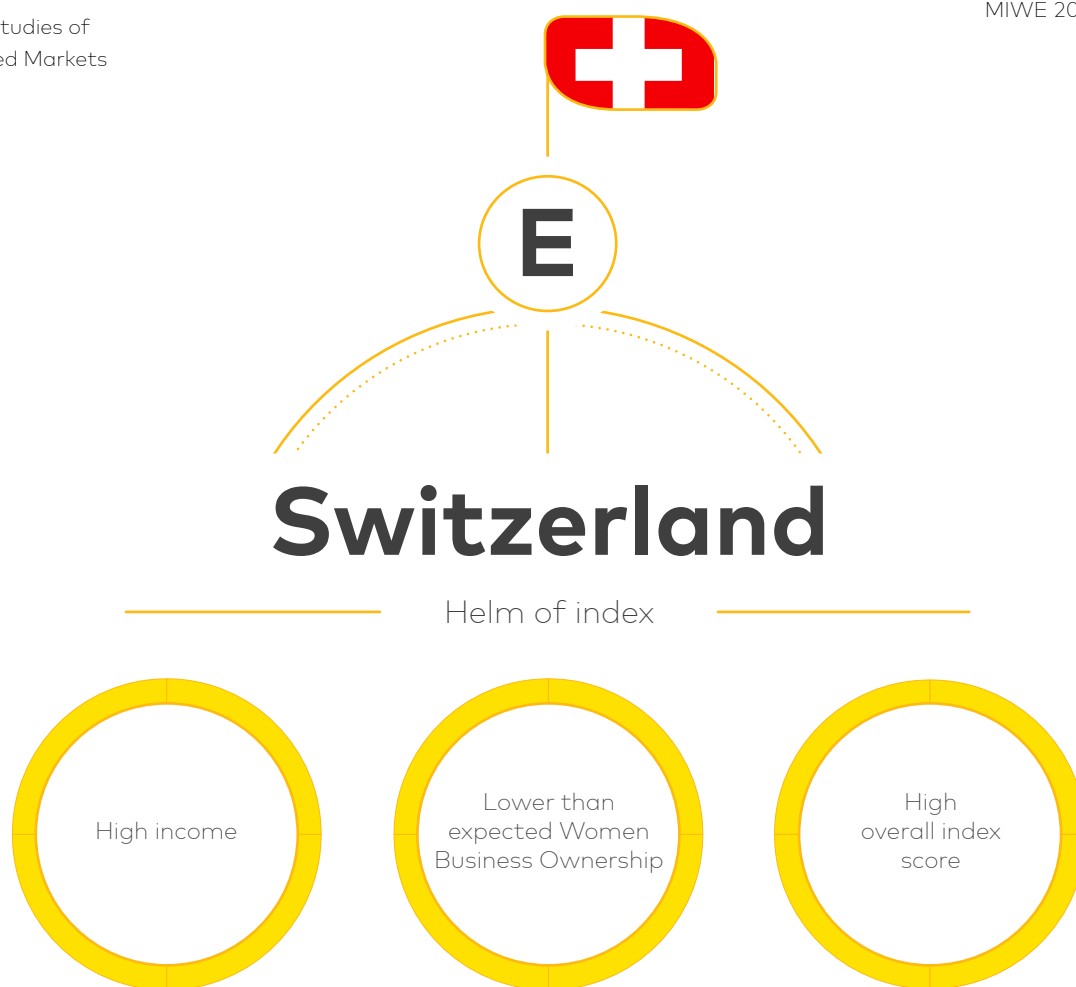 tudies of
ed Markets
MIWE 20
E
Switzerland
Helm of index
High income
Lower than
expected Women
Business Ownership
High
overall index
score